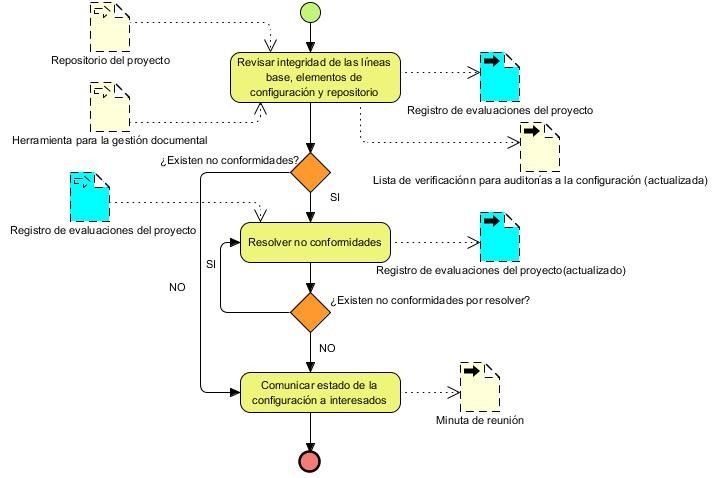 Repositorio del proyecto
Revisar integridad de las líneas
base, elementos de
configuración y repositorio
Registro de evaluaciones del proyecto
Herramienta para la gestión documental
¿Existen no conformidades?
Lista de verificaciónn para auditorías a la configuración (actualizada)
SI
Registro de evaluaciones del proyecto
Resolver no conformidades
SI
Registro de evaluaciones del proyecto(actualizado)
NO
¿Existen no conformidades por resolver?
NO
Comunicar estado de la
configuración a interesados
Minuta de reunión